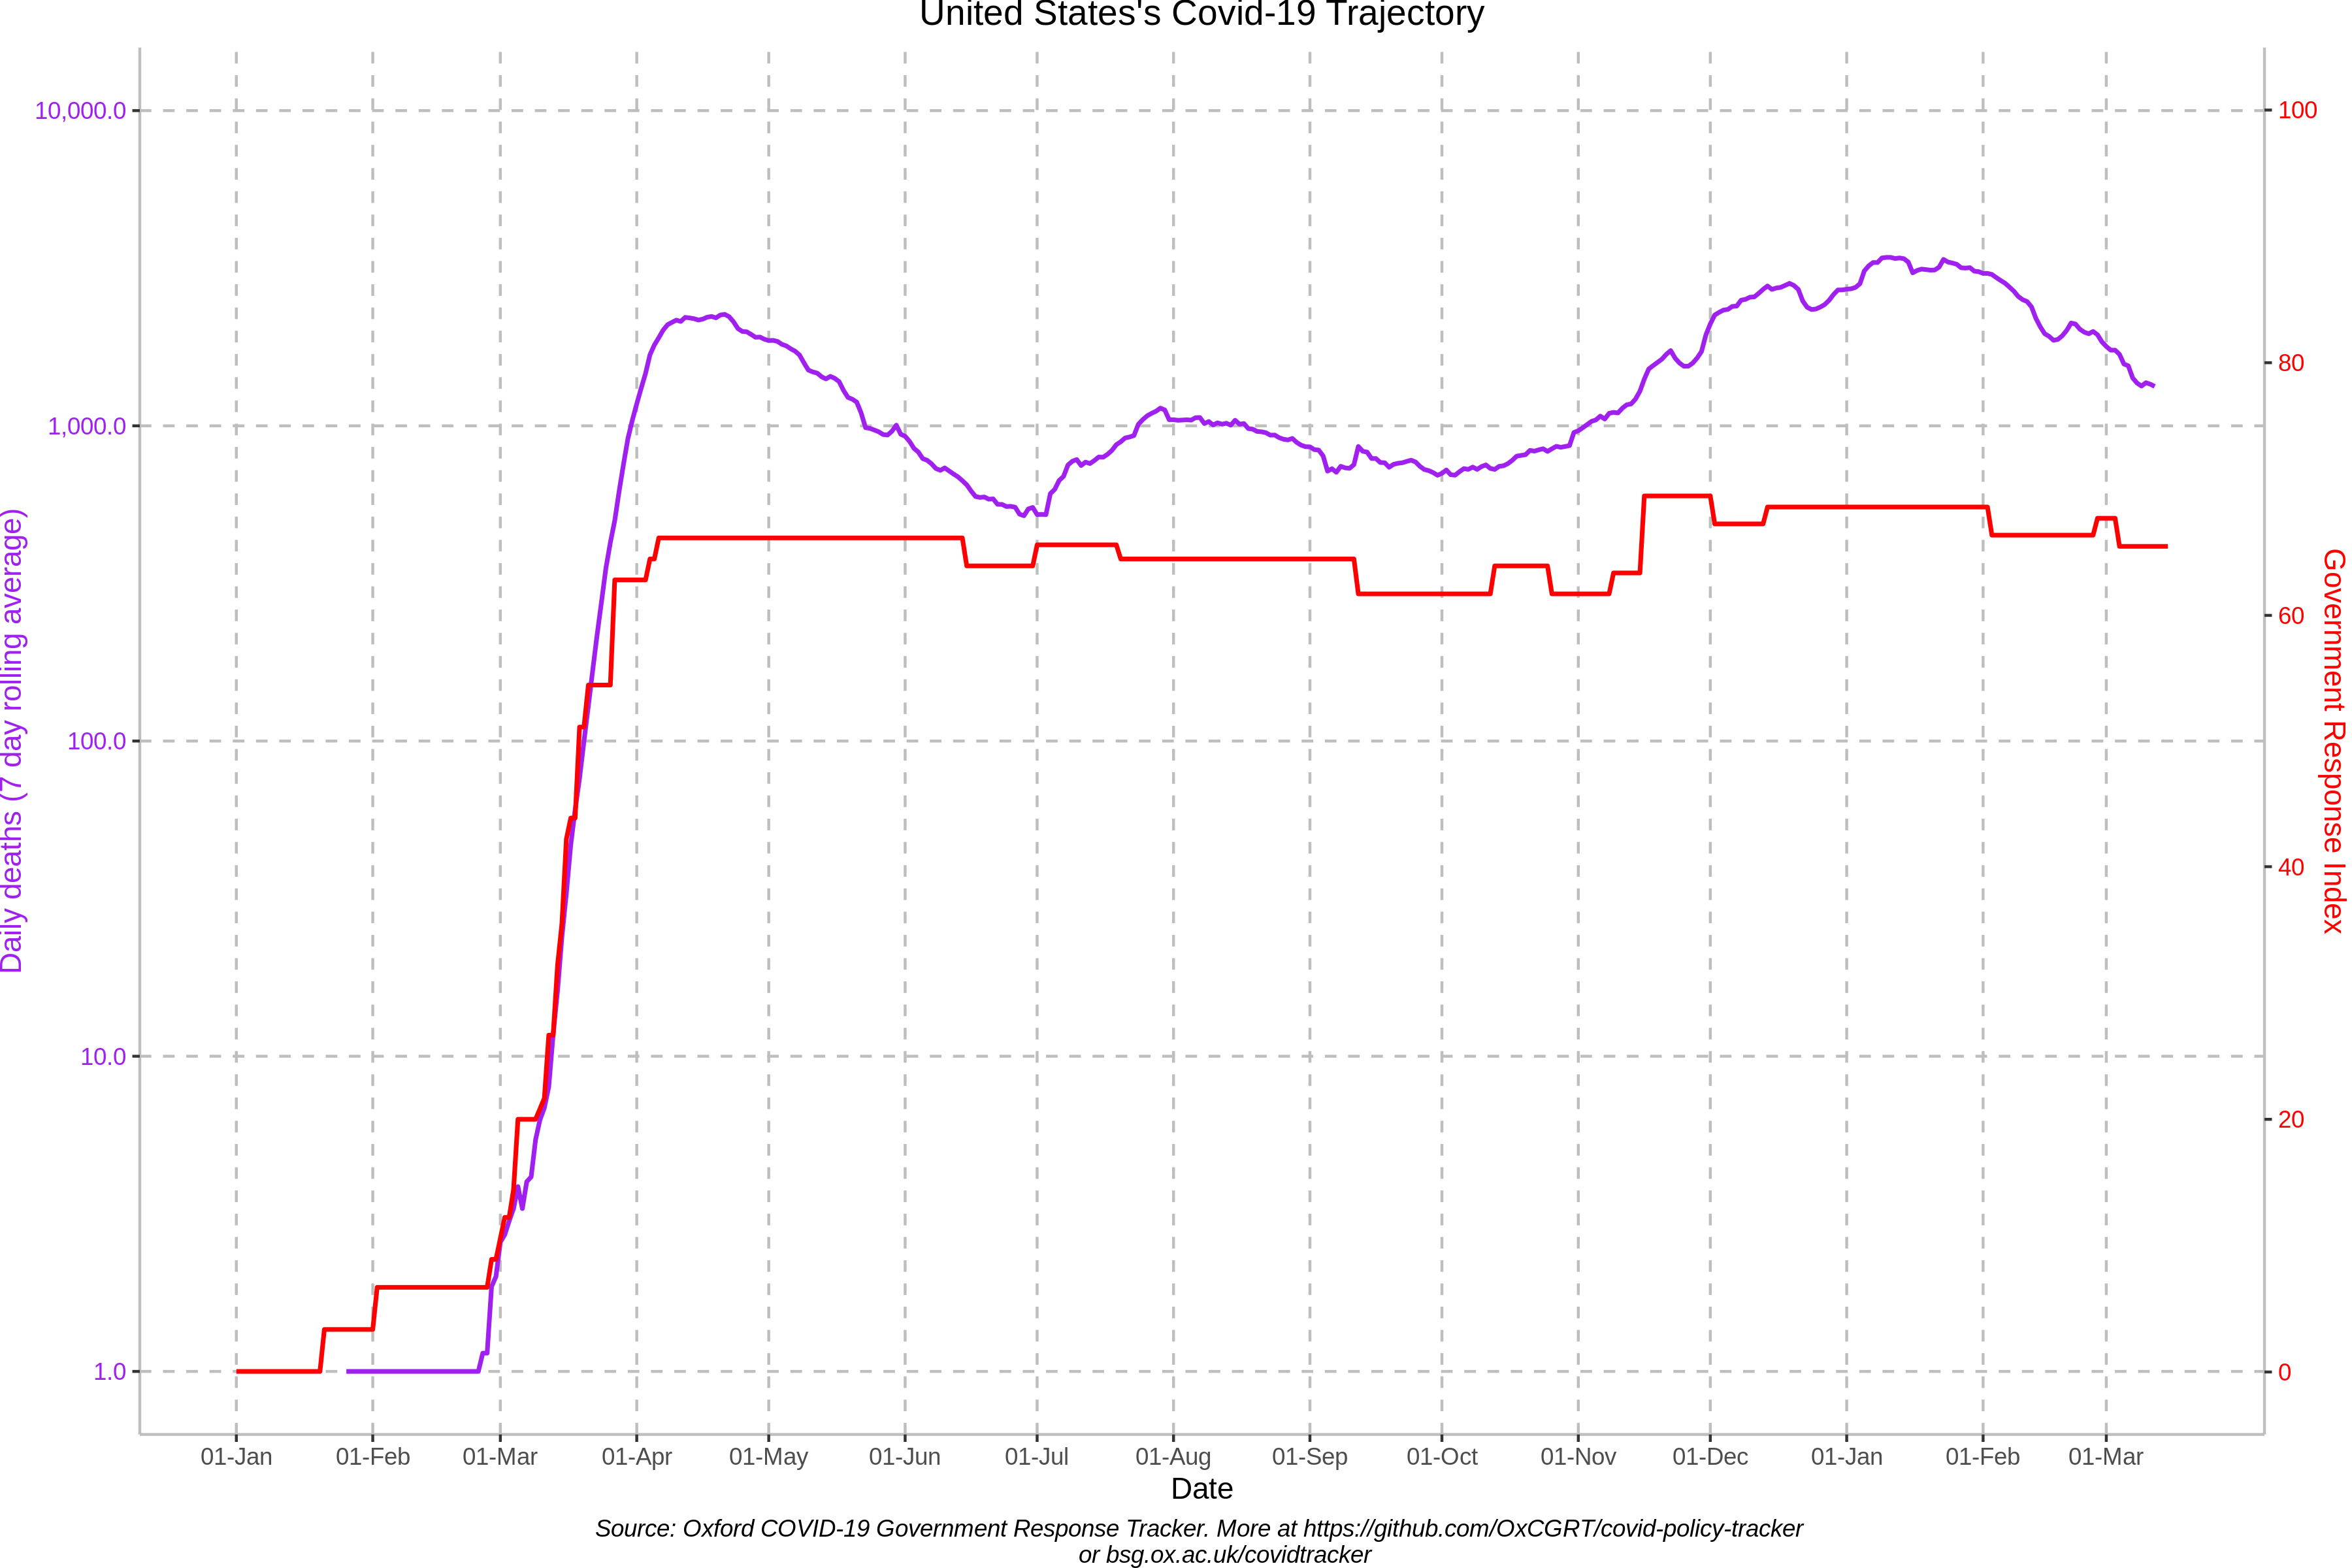 United States's Covid-19 Trajectory
10,000.0
1,000.0
100.0
10.0
1.0
Daily deaths (7 day rolling average)
100
80
60
40
20
0
Government Response Index
01-Jan 01-Feb 01-Mar 01-Apr 01-May 01-Jun 01-Jul 01-Aug 01-Sep 01-Oct 01-Nov 01-Dec 01-Jan 01-Feb 01-Mar
Date
Source: Oxford COVID-19 Government Response Tracker. More at https://github.com/OxCGRT/covid-policy-tracker
or bsg.ox.ac.uk/covidtracker